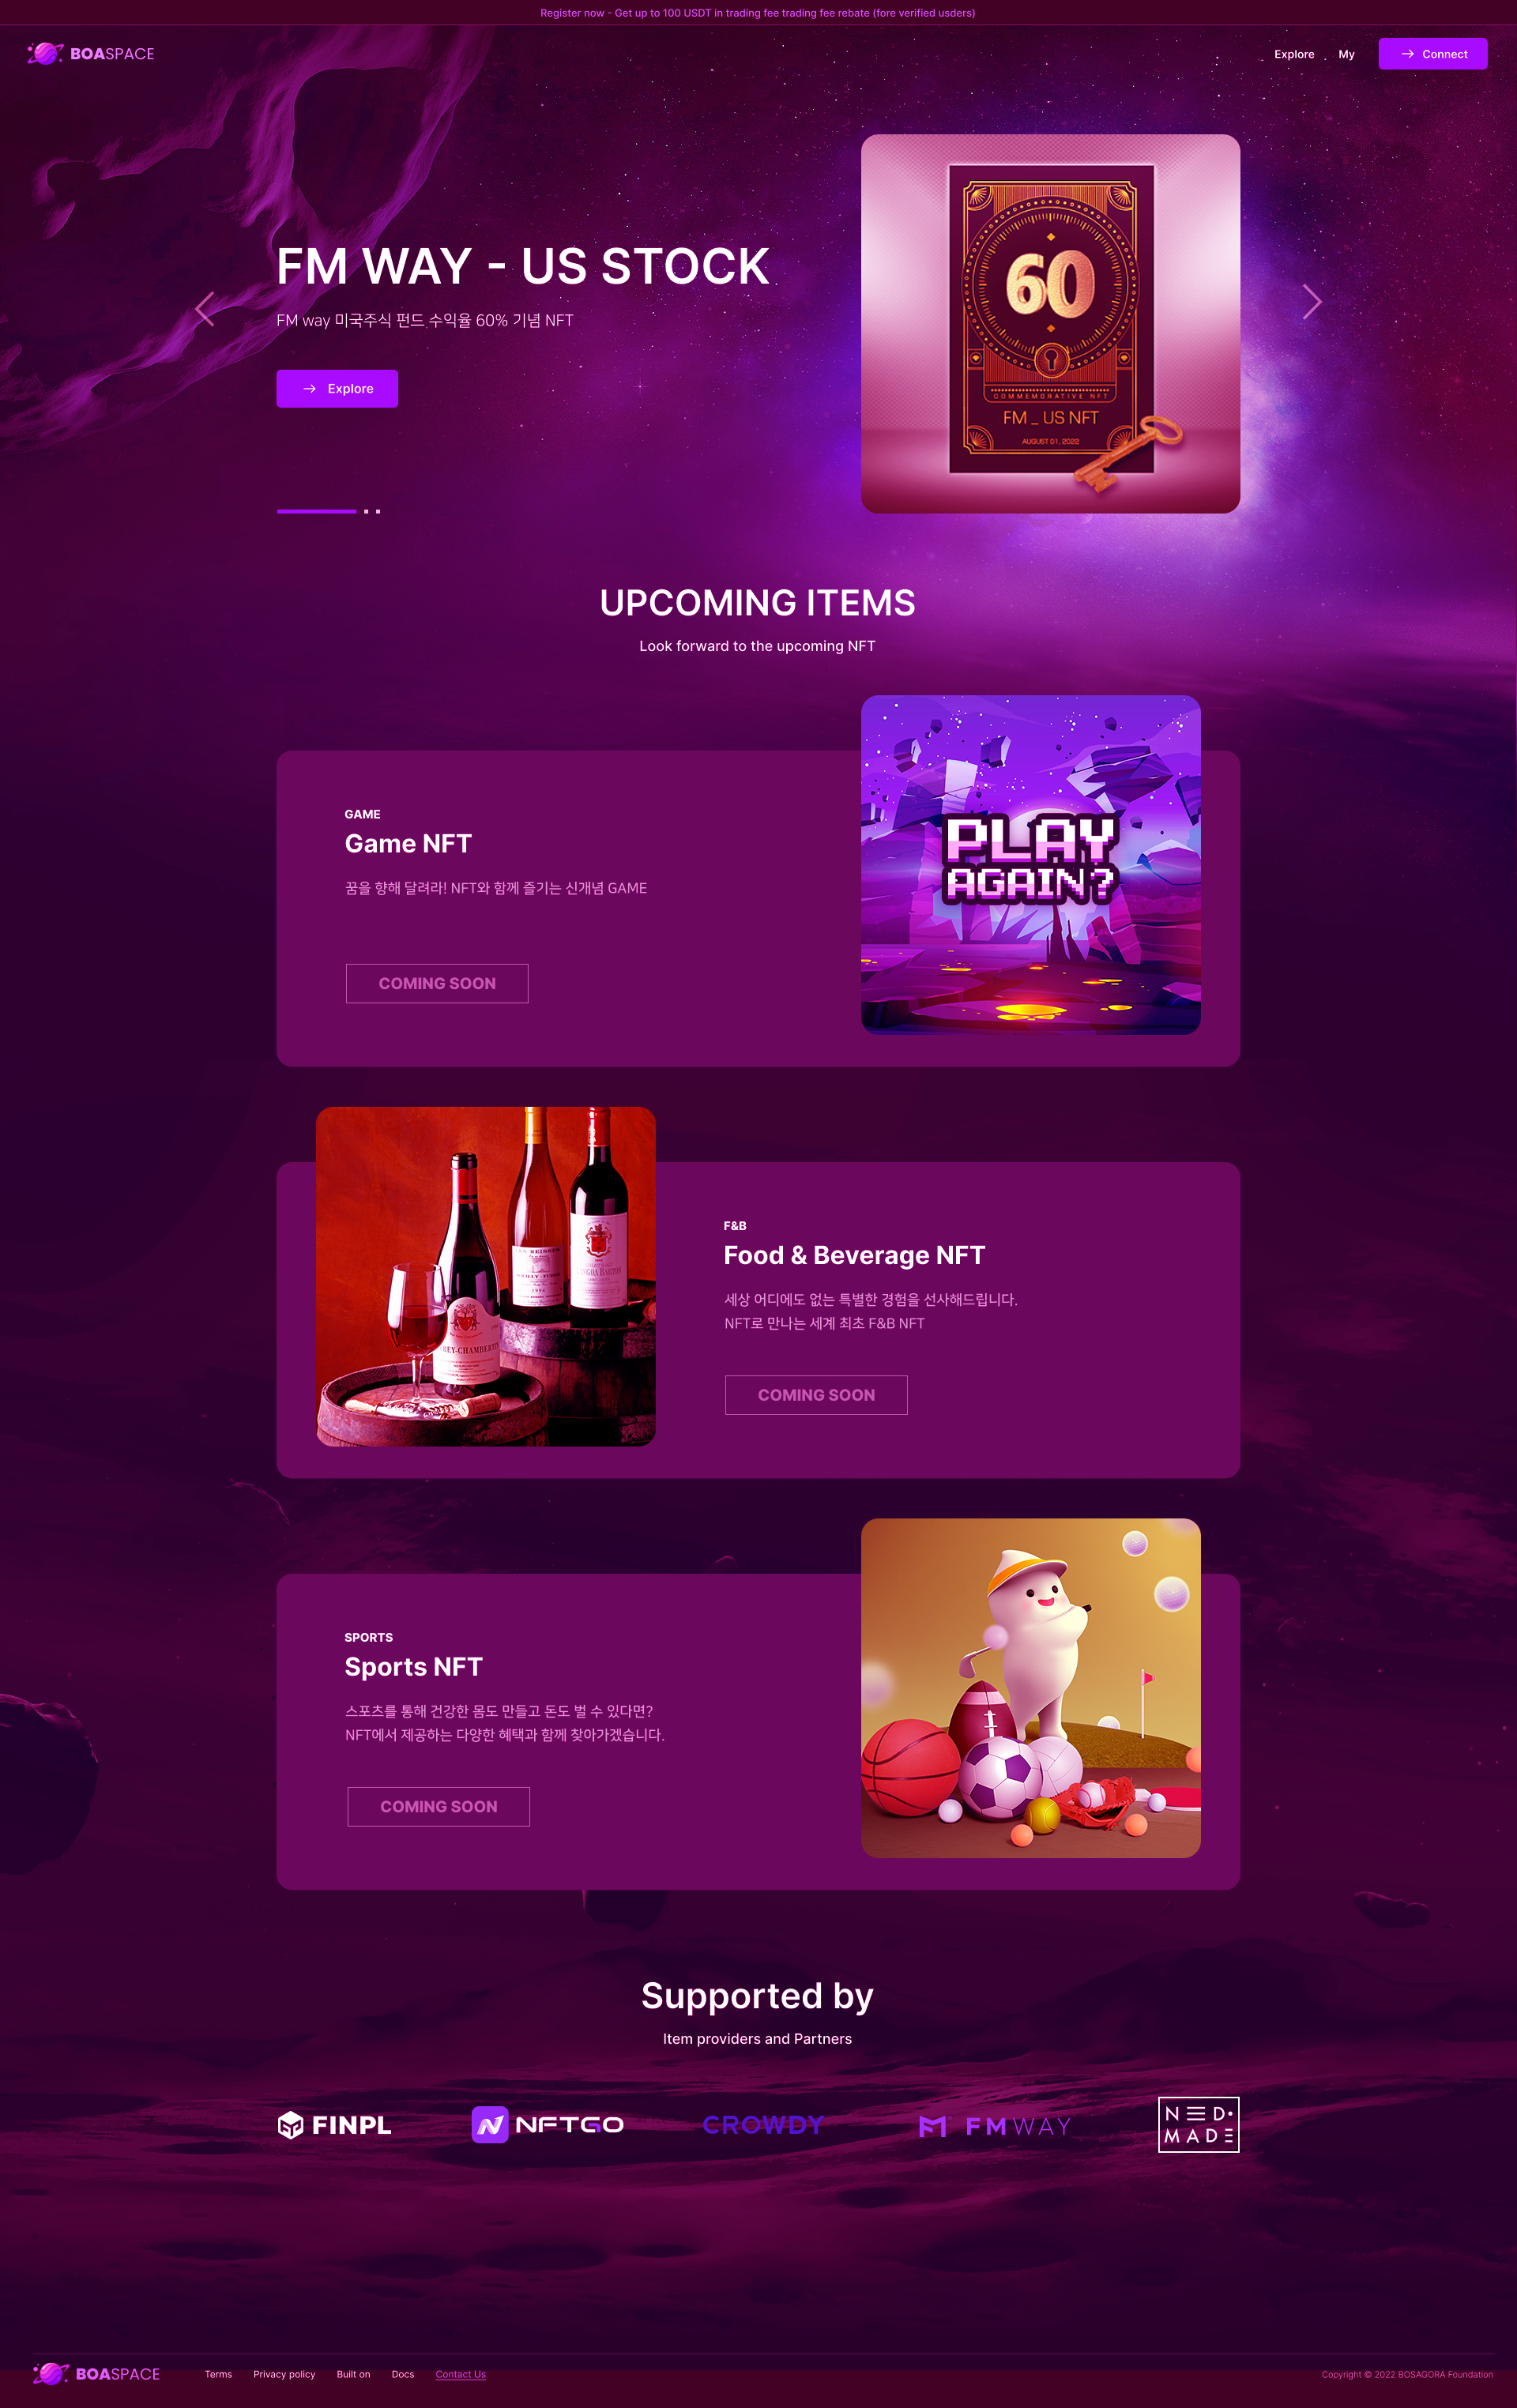 Register now - Get up to 100 USDT in trading fee trading fee rebate (fore verified usders)
BOASPACE
Explore
My
Connect
FM WAY - US STOCK
FM way 미국주식 펀드 수익율 60% 기념 NFT
Explore
60
COMMEMORATIVE NFT
FM _ US NFT
AUGUST 01, 2022
UPCOMING ITEMS
Look forward to the upcoming NFT
GAME
Game NFT
꿈을 향해 달려라! NFT와 함께 즐기는 신개념 GAME
COMING SOON
PLAY
AGAIN?
F&B
Food & Beverage NFT
세상 어디에도 없는 특별한 경험을 선사해드립니다.
NFT로 만나는 세계 최초 F&B NFT
COMING SOON
SPORTS
Sports NFT
스포츠를 통해 건강한 몸도 만들고 돈도 벌 수 있다면?
NFT에서 제공하는 다양한 혜택과 함께 찾아가겠습니다.
COMING SOON
Supported by
Item providers and Partners
FINPL
NFTGO
CROWDY
FMWAY
NED.
MADE
BOASPACE
Terms
Privacy policy
Built on
Docs
Contact Us
Copyright © 2022 BOSAGORA Foundation